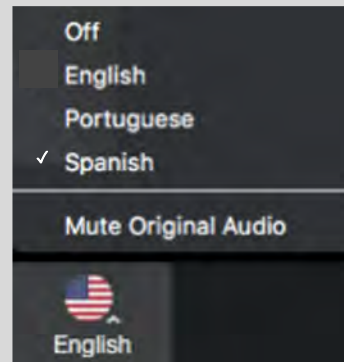 Off
English
Portuguese
✓ Spanish
Mute Original Audio
English